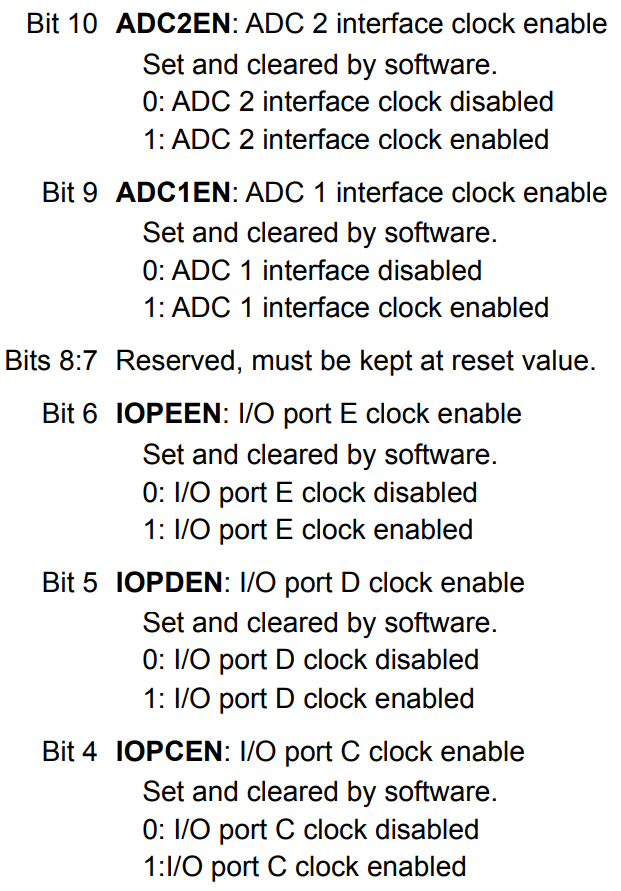 Bit 10 ADC2EN: ADC 2 interface clock enable
Set and cleared by software.
0: ADC 2 interface clock disabled
1: ADC 2 interface clock enabled
Bit 9 ADC1EN: ADC 1 interface clock enable
Set and cleared by software.
0: ADC 1 interface disabled
1: ADC 1 interface clock enabled
Bits 8:7 Reserved, must be kept at reset value.
Bit 6 IOPEEN: I/O port E clock enable
Set and cleared by software.
0: I/O port E clock disabled
1: I/O port E clock enabled
Bit 5 IOPDEN: I/O port D clock enable
Set and cleared by software.
0: I/O port D clock disabled
1: I/O port D clock enabled
Bit 4 IOPCEN: I/O port C clock enable
Set and cleared by software.
0: I/O port C clock disabled
1:I/O port C clock enabled